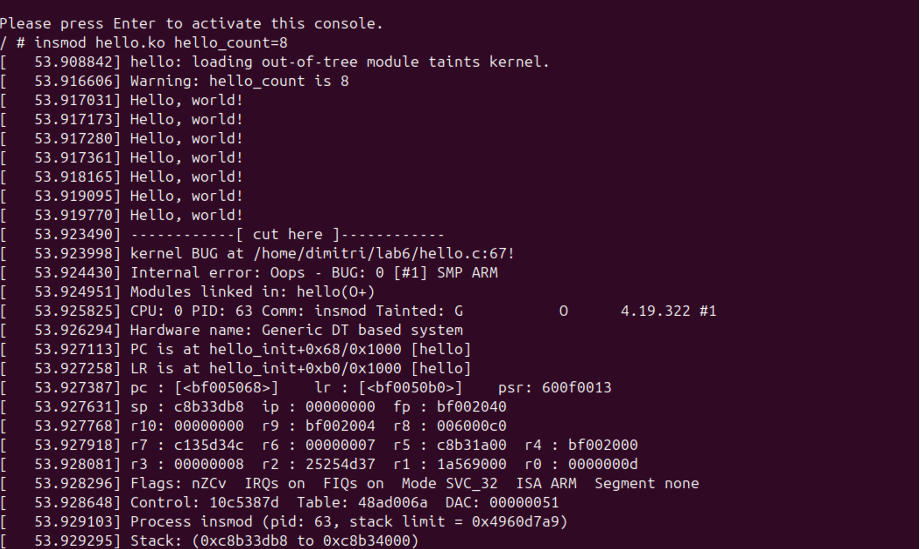 Please press Enter to activate this console.
/ # insmod hello.ko hello_count=8
[   53.908842] hello: loading out-of-tree module taints kernel.
[   53.916606] Warning: hello_count is 8
[   53.917031] Hello, world!
[   53.917173] Hello, world!
[   53.917280] Hello, world!
[   53.917361] Hello, world!
[   53.918165] Hello, world!
[   53.919095] Hello, world!
[   53.919770] Hello, world!
[   53.923490] ------------[ cut here ]------------
[   53.923998] kernel BUG at /home/dimitri/lab6/hello.c:67!
[   53.924430] Internal error: Oops - BUG: 0 [#1] SMP ARM
[   53.924951] Modules linked in: hello(O+)
[   53.925825] CPU: 0 PID: 63 Comm: insmod Tainted: G           O      4.19.322 #1
[   53.926294] Hardware name: Generic DT based system
[   53.927113] PC is at hello_init+0x68/0x1000 [hello]
[   53.927258] LR is at hello_init+0xb0/0x1000 [hello]
[   53.927387] pc : [<bf005068>]    lr : [<bf0050b0>]    psr: 600f0013
[   53.927631] sp : c8b33db8  ip : 00000000  fp : bf002040
[   53.927768] r10: 00000000  r9 : bf002004  r8 : 006000c0
[   53.927918] r7 : c135d34c  r6 : 00000007  r5 : c8b31a00  r4 : bf002000
[   53.928081] r3 : 00000008  r2 : 25254d37  r1 : 1a569000  r0 : 0000000d
[   53.928296] Flags: nZCv  IRQs on  FIQs on  Mode SVC_32  ISA ARM  Segment none
[   53.928648] Control: 10c5387d  Table: 48ad006a  DAC: 00000051
[   53.929103] Process insmod (pid: 63, stack limit = 0x4960d7a9)
[   53.929295] Stack: (0xc8b33db8 to 0xc8b34000)